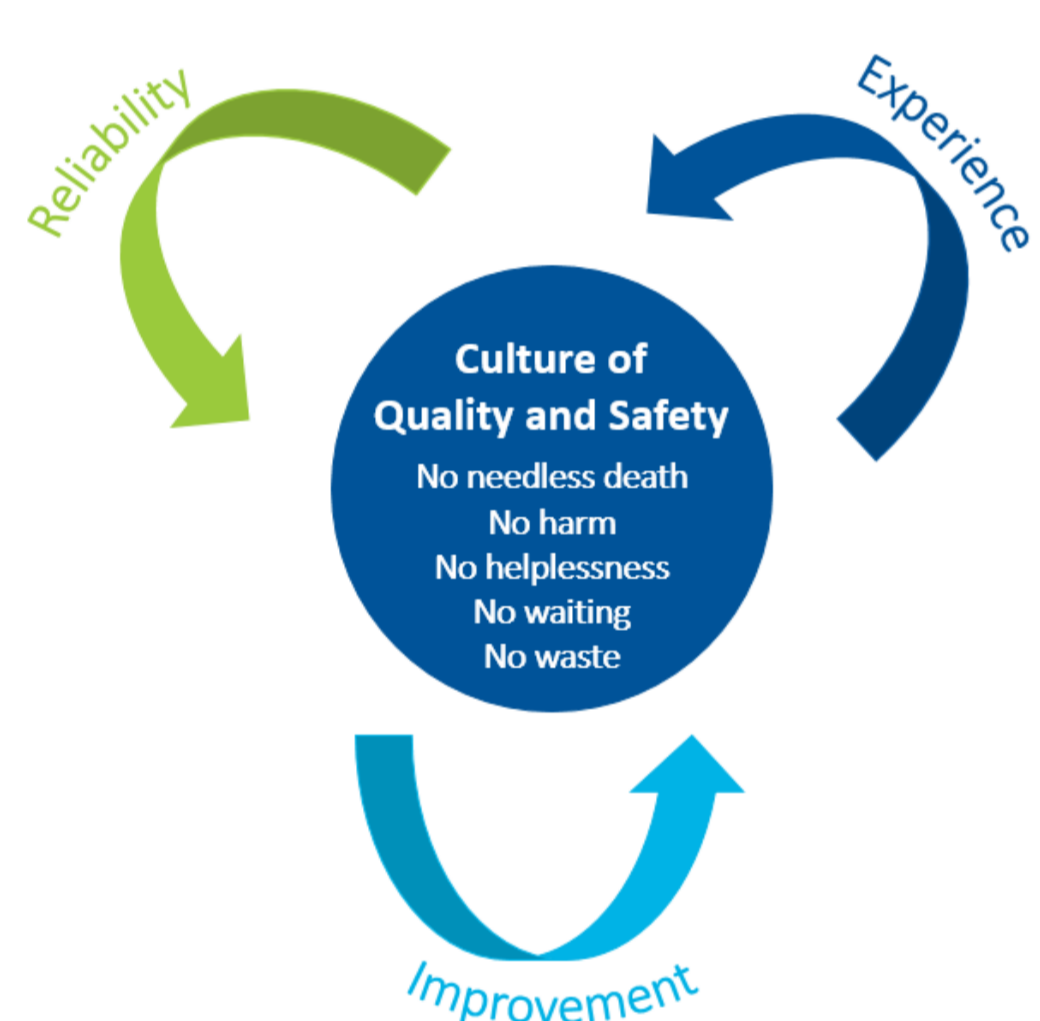 Reliability
Experience
Culture of
Quality and Safety
No needless death
No harm
No helplessness
No waiting
No waste
Improvement